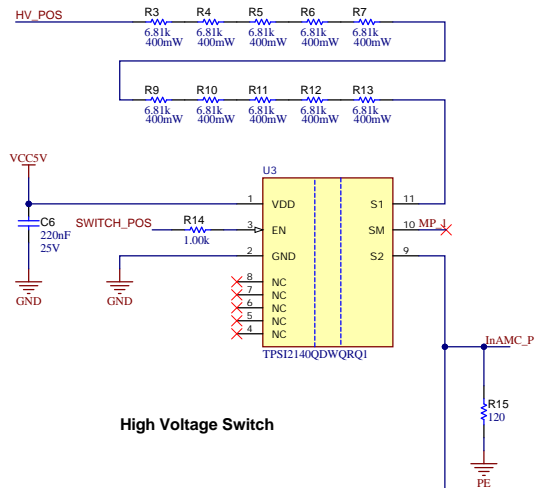 HV_POS
R3 R4 R5 R6 R7
6.81k 6.81k 6.81k 6.81k 6.81k
400mW 400mW 400mW 400mW 400mW
R9 R10 R11 R12 R13
6.81k 6.81k 6.81k 6.81k 6.81k
400mW 400mW 400mW 400mW 400mW
U3
VCC5V
1 VDD S1 11
C6
220nF
25V
SWITCH_POS R14 3 EN SM 10 MP_1
1.00k
2 GND S2 9
GND GND
8 NC
7 NC
6 NC
5 NC
4 NC
TPSI2140QDWQRQ1
InAMC_P
R15
120
High Voltage Switch
PE